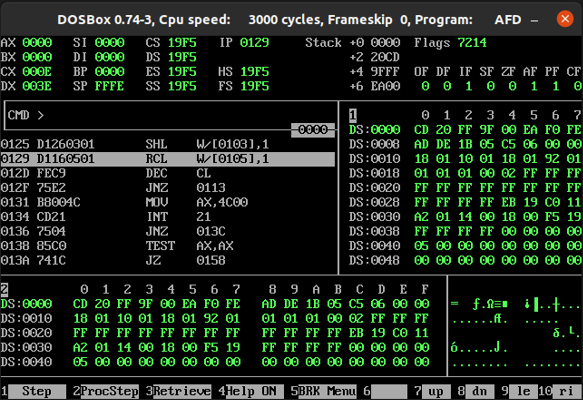 DOSBox 0.74-3, Cpu speed: 3000 cycles, Frameskip 0, Program: AFD
AX 0000 SI 0000 CS 19F5 IP 0129 Stack +0 0000 Flags 7214
BX 0000 DI 0000 DS 19F5 +2 20CD
CX 000E BP 0000 ES 19F5 HS 19F5 +4 9FFF OF DF IF SF ZF AF PF CF
DX 003E SP FFFE SS 19F5 FS 19F5 +6 EA00 0 0 1 0 0 1 1 0
CMD >
0000
0125 D1260301 SHL W/[0103],1
0129 D1160501 RCL W/[0105],1
012D FEC9 DEC CL
012F 75E2 JNZ 0113
0131 B8004C MOV AX,4C00
0134 CD21 INT 21
0136 7504 JNZ 013C
0138 85C0 TEST AX,AX
013A 741C JZ 0158
1 0 1 2 3 4 5 6 7
DS:0000 CD 20 FF 9F 00 EA F0 FE
DS:0008 AD DE 1B 05 C5 06 00 00
DS:0010 18 01 10 01 18 01 92 01
DS:0018 01 01 01 00 02 FF FF FF
DS:0020 FF FF FF FF FF FF FF FF
DS:0028 FF FF FF FF EB 19 C0 11
DS:0030 A2 01 14 00 18 00 F5 19
DS:0038 FF FF FF FF 00 00 00 00
DS:0040 05 00 00 00 00 00 00 00
DS:0048 00 00 00 00 00 00 00 00
2 0 1 2 3 4 5 6 7 8 9 A B C D E F
DS:0000 CD 20 FF 9F 00 EA F0 FE AD DE 1B 05 C5 06 00 00
DS:0010 18 01 10 01 18 01 92 01 01 01 01 00 02 FF FF FF
DS:0020 FF FF FF FF FF FF FF FF FF FF FF FF EB 19 C0 11
DS:0030 A2 01 14 00 18 00 F5 19 FF FF FF FF 00 00 00 00
DS:0040 05 00 00 00 00 00 00 00 00 00 00 00 00 00 00 00
1 Step 2ProcStep 3Retrieve 4Help ON 5BRK Menu 6 7 up 8 dn 9 le 10 ri